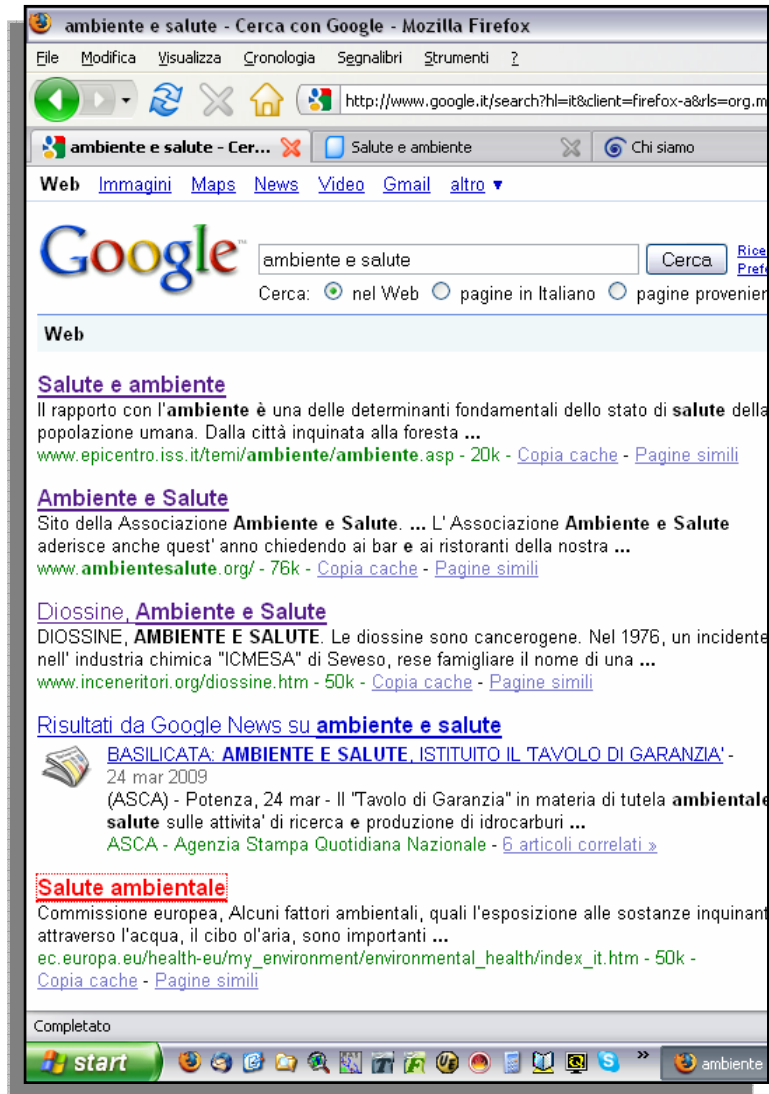 ambiente e salute - Cerca con Google - Mozilla Firefox
File Modifica Visualizza Cronologia Segnalibri Strumenti ?
http://www.google.it/search?hl=it&client=firefox-a&rls=org.m
ambiente e salute - Cer... Salute e ambiente Chi siamo
Web Immagini Maps News Video Gmail altro ▼
Google™ ambiente e salute Cerca
Cerca: nel Web pagine in Italiano pagine provenier
Web
Salute e ambiente
Il rapporto con l'ambiente è una delle determinanti fondamentali dello stato di salute della
popolazione umana. Dalla città inquinata alla foresta ...
www.epicentro.iss.it/temi/ambiente/ambiente.asp - 20k - Copia cache - Pagine simili
Ambiente e Salute
Sito della Associazione Ambiente e Salute. ... L' Associazione Ambiente e Salute
aderisce anche quest' anno chiedendo ai bar e ai ristoranti della nostra ...
www.ambientesalute.org/ - 76k - Copia cache - Pagine simili
Diossine, Ambiente e Salute
DIOSSINE, AMBIENTE E SALUTE. Le diossine sono cancerogene. Nel 1976, un incidente
nell' industria chimica "ICMESA" di Seveso, rese famigliare il nome di una ...
www.inceneritori.org/diossine.htm - 50k - Copia cache - Pagine simili
Risultati da Google News su ambiente e salute
BASILICATA: AMBIENTE E SALUTE, ISTITUITO IL 'TAVOLO DI GARANZIA' -
24 mar 2009
(ASCA) - Potenza, 24 mar - Il "Tavolo di Garanzia" in materia di tutela ambientale
salute sulle attivita' di ricerca e produzione di idrocarburi ...
ASCA - Agenzia Stampa Quotidiana Nazionale - 6 articoli correlati »
Salute ambientale
Commissione europea, Alcuni fattori ambientali, quali l'esposizione alle sostanze inquinant
attraverso l'acqua, il cibo ol'aria, sono importanti ...
ec.europa.eu/health-eu/my_environment/environmental_health/index_it.htm - 50k -
Copia cache - Pagine simili
Completato
start » ambiente